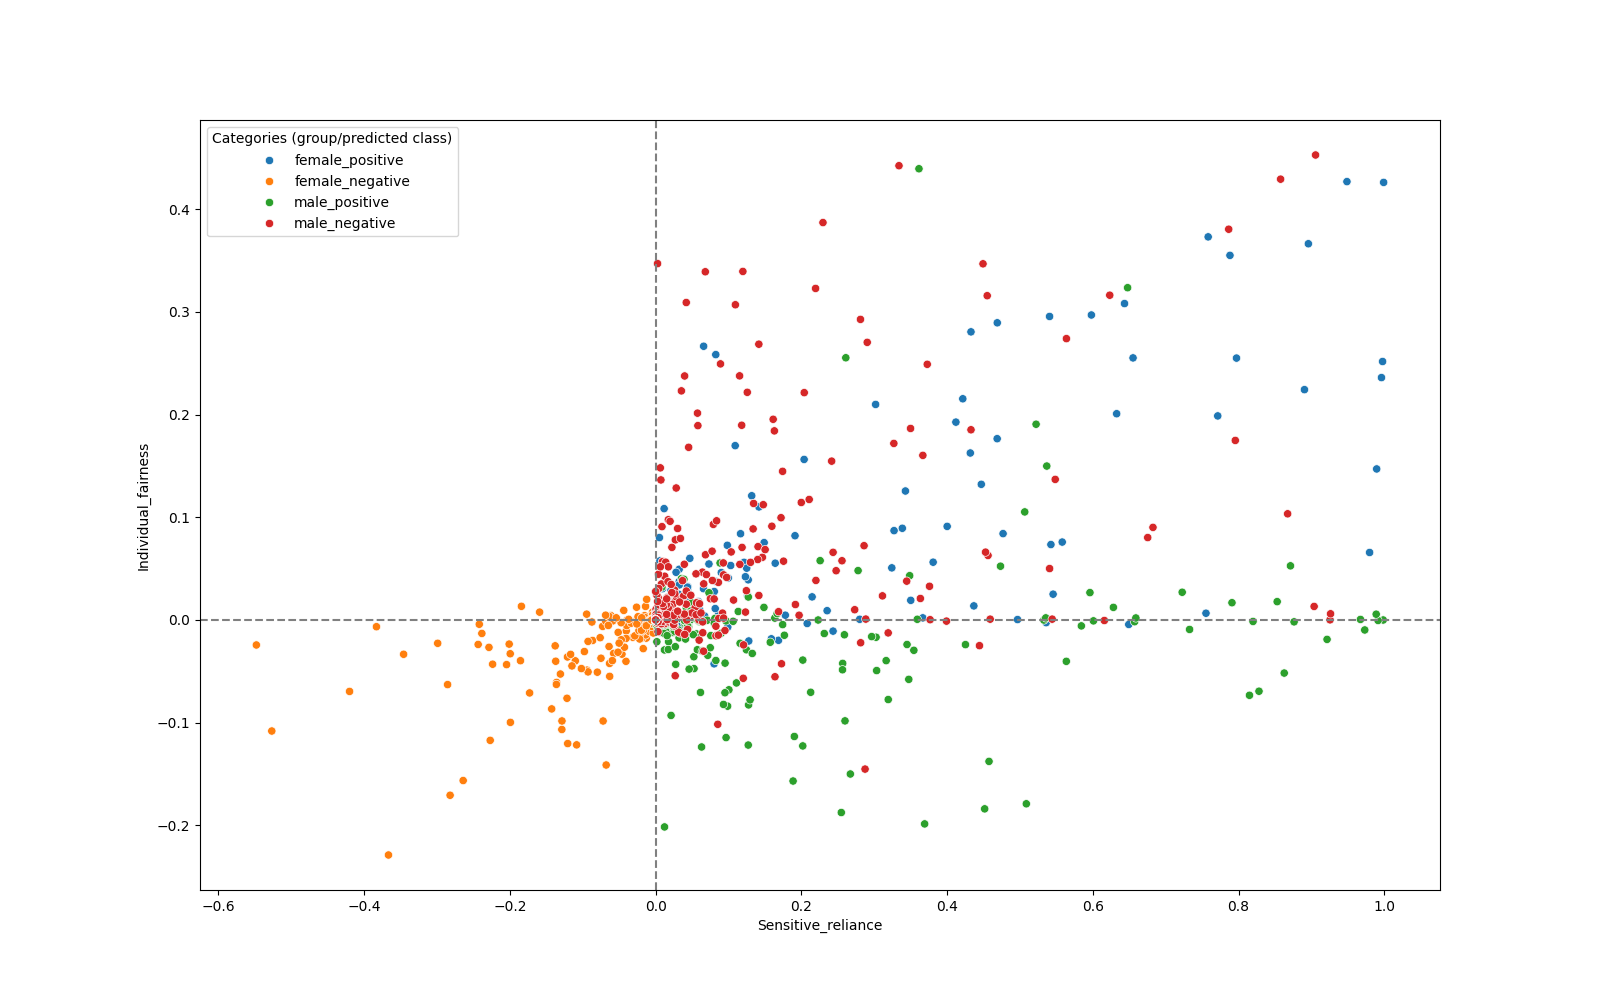 Categories (group/predicted class)
female_positive
female_negative
male_positive
male_negative
0.4
0.3
0.2
0.1
0.0
−0.1
−0.2
Individual_fairness
−0.6
−0.4
−0.2
0.0
0.2
0.4
0.6
0.8
1.0
Sensitive_reliance